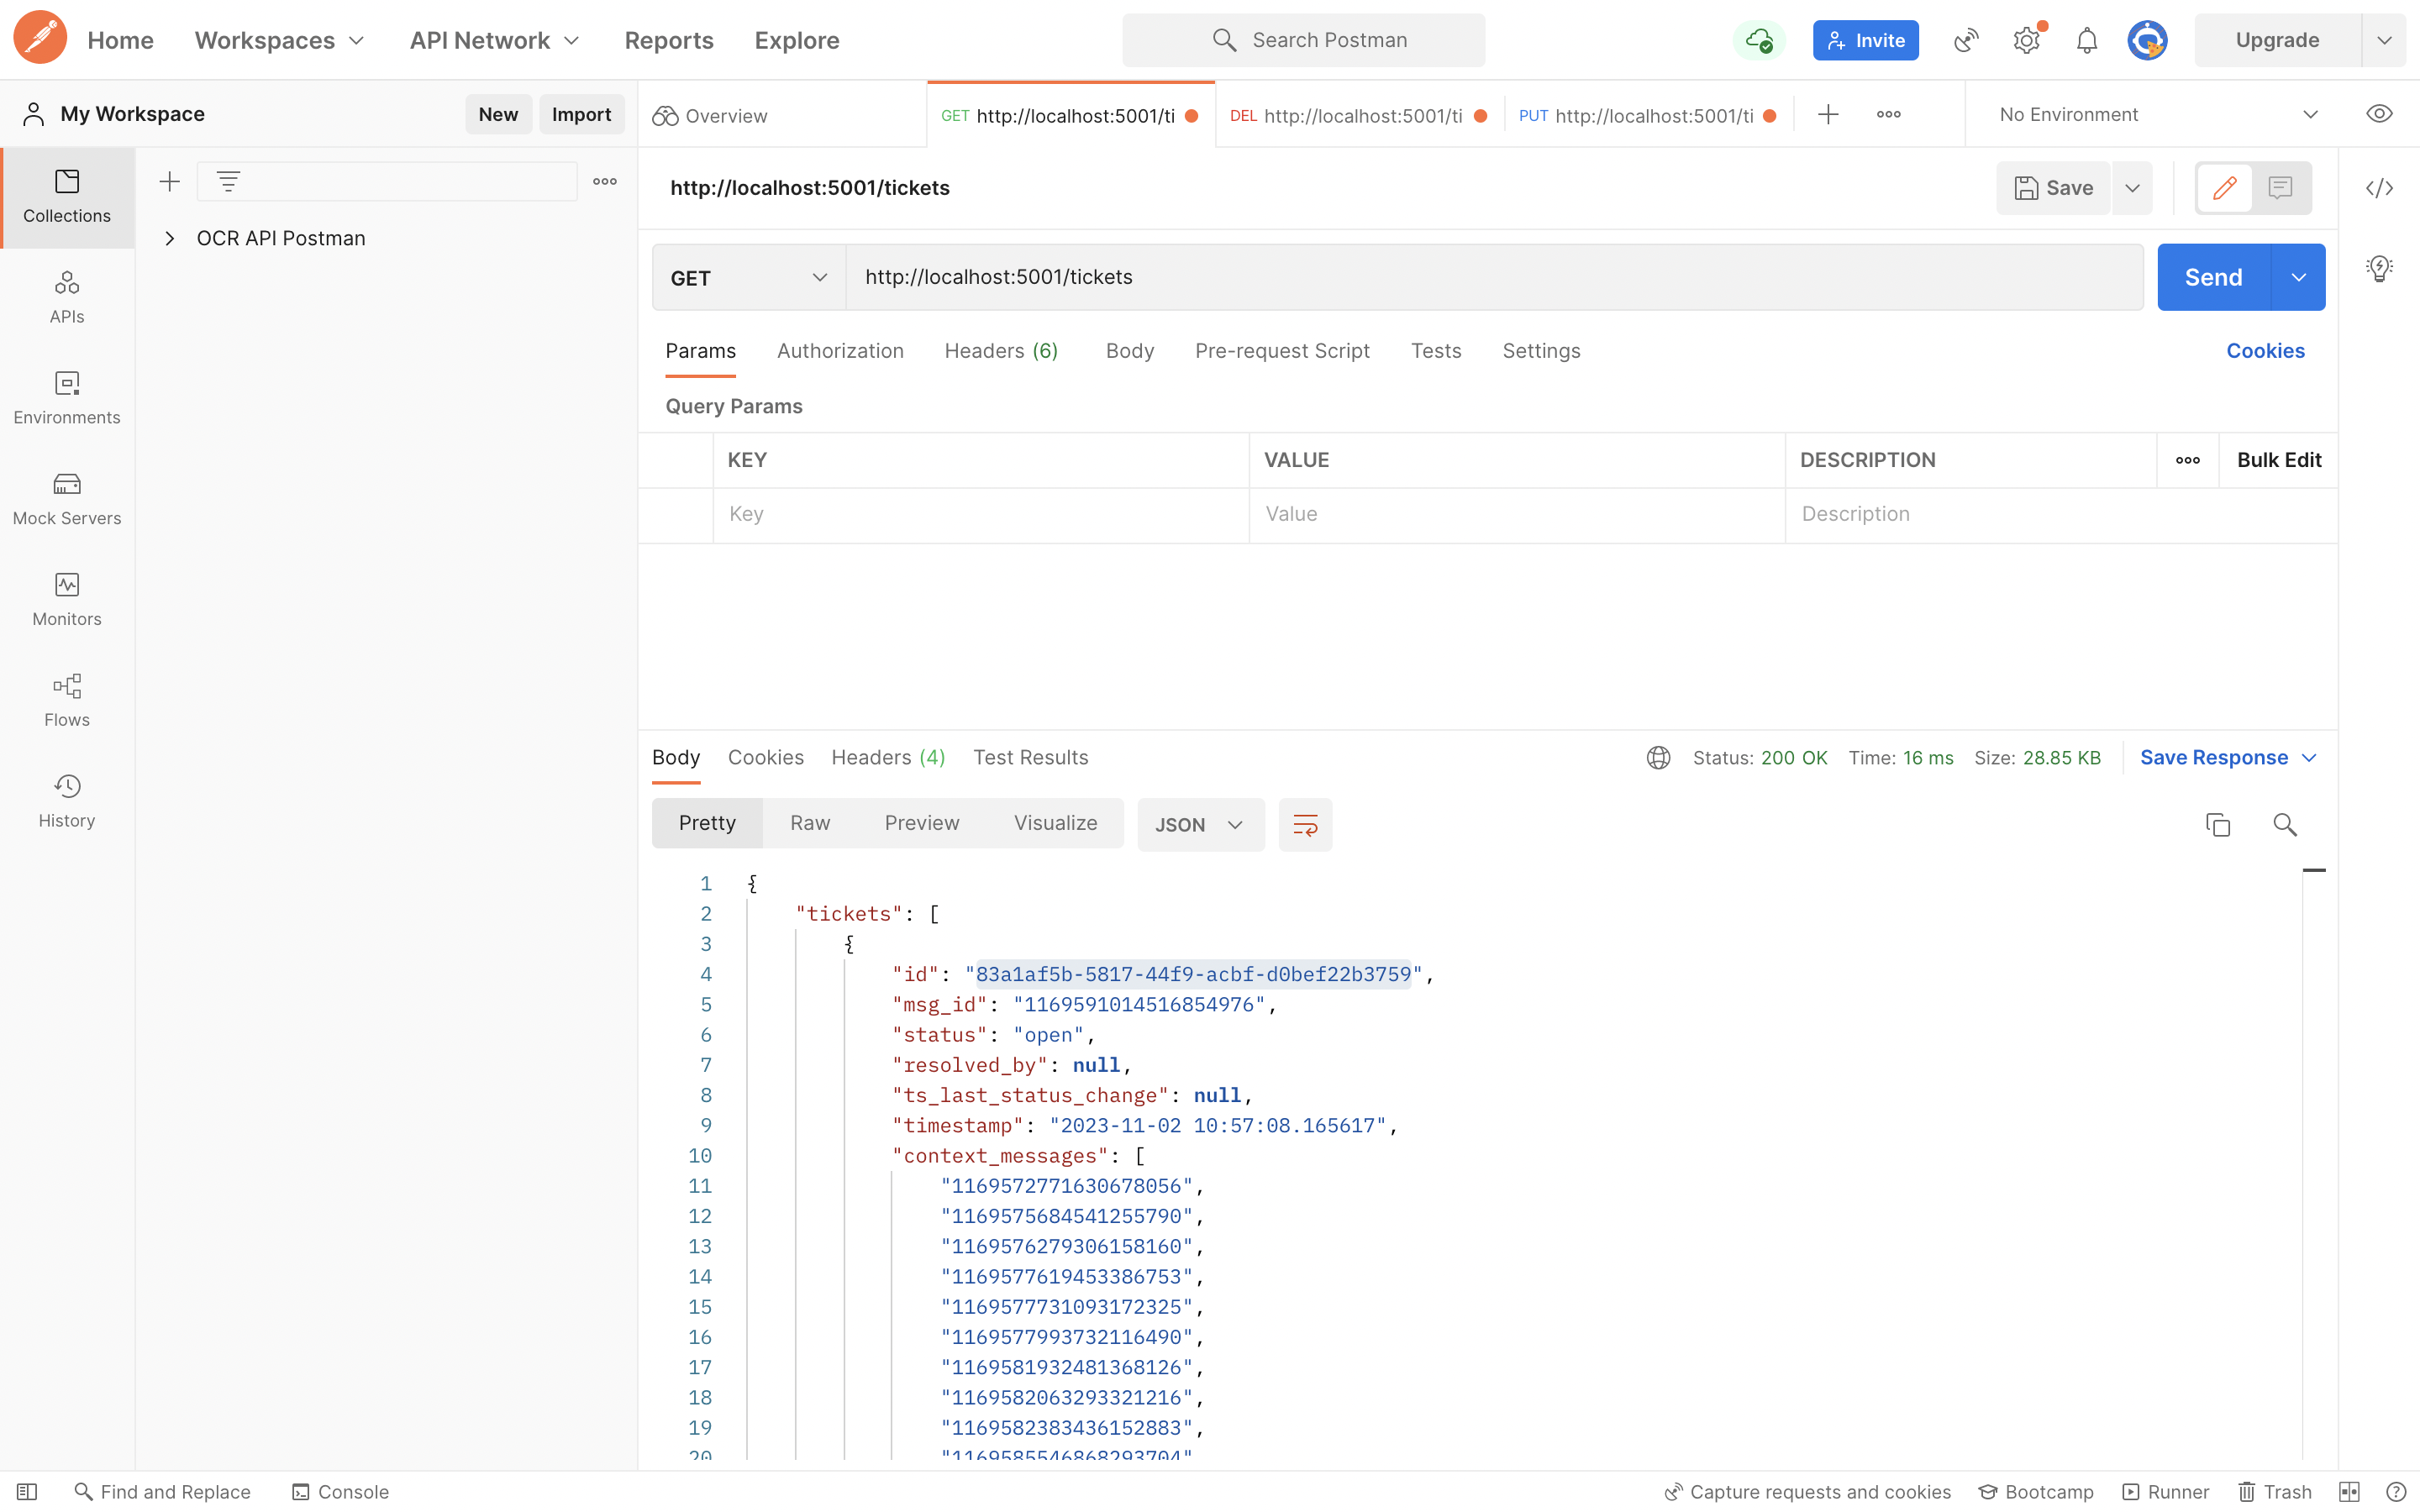 Home Workspaces API Network Reports Explore Search Postman Invite Upgrade
My Workspace New Import
Overview GET http://localhost:5001/ti DEL http://localhost:5001/ti PUT http://localhost:5001/ti No Environment
Collections
APIs
Environments
Mock Servers
Monitors
Flows
History
OCR API Postman
http://localhost:5001/tickets Save
GET http://localhost:5001/tickets Send
Params Authorization Headers (6) Body Pre-request Script Tests Settings Cookies
Query Params
KEY VALUE DESCRIPTION Bulk Edit
Key Value Description
Body Cookies Headers (4) Test Results Status: 200 OK Time: 16 ms Size: 28.85 KB Save Response
Pretty Raw Preview Visualize JSON
1 {
2 "tickets": [
3 {
4 "id": "83a1af5b-5817-44f9-acbf-d0bef22b3759",
5 "msg_id": "1169591014516854976",
6 "status": "open",
7 "resolved_by": null,
8 "ts_last_status_change": null,
9 "timestamp": "2023-11-02 10:57:08.165617",
10 "context_messages": [
11 "1169572771630678056",
12 "1169575684541255790",
13 "1169576279306158160",
14 "1169577619453386753",
15 "1169577731093172325",
16 "1169577993732116490",
17 "1169581932481368126",
18 "1169582063293321216",
19 "1169582383436152883",
20 "1169585546868293704"
Find and Replace Console Capture requests and cookies Bootcamp Runner Trash